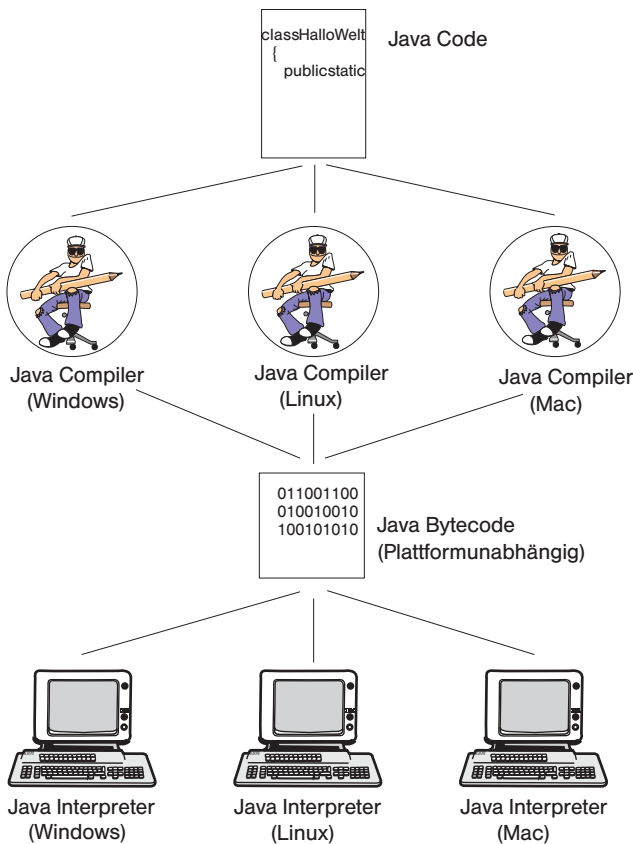 classHalloWelt
{
publicstatic
Java Code
Java Compiler
(Windows)
Java Compiler
(Linux)
Java Compiler
(Mac)
011001100
010010010
100101010
Java Bytecode
(Plattformunabhängig)
Java Interpreter
(Windows)
Java Interpreter
(Linux)
Java Interpreter
(Mac)